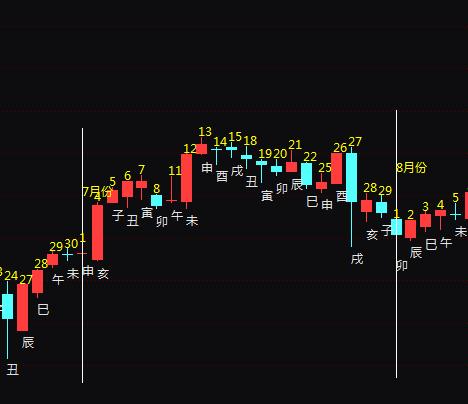 24
丑
27
辰
28
巳
29
午
30
未
1
申
7月份
4
亥
5
子
6
丑
7
寅
8
卯
11
午
12
未
13
申
14
酉
15
戌
18
丑
19
寅
20
卯
21
辰
22
巳
25
申
26
酉
27
戌
28
亥
29
子
8月份
1
卯
2
辰
3
巳
4
午
5
未